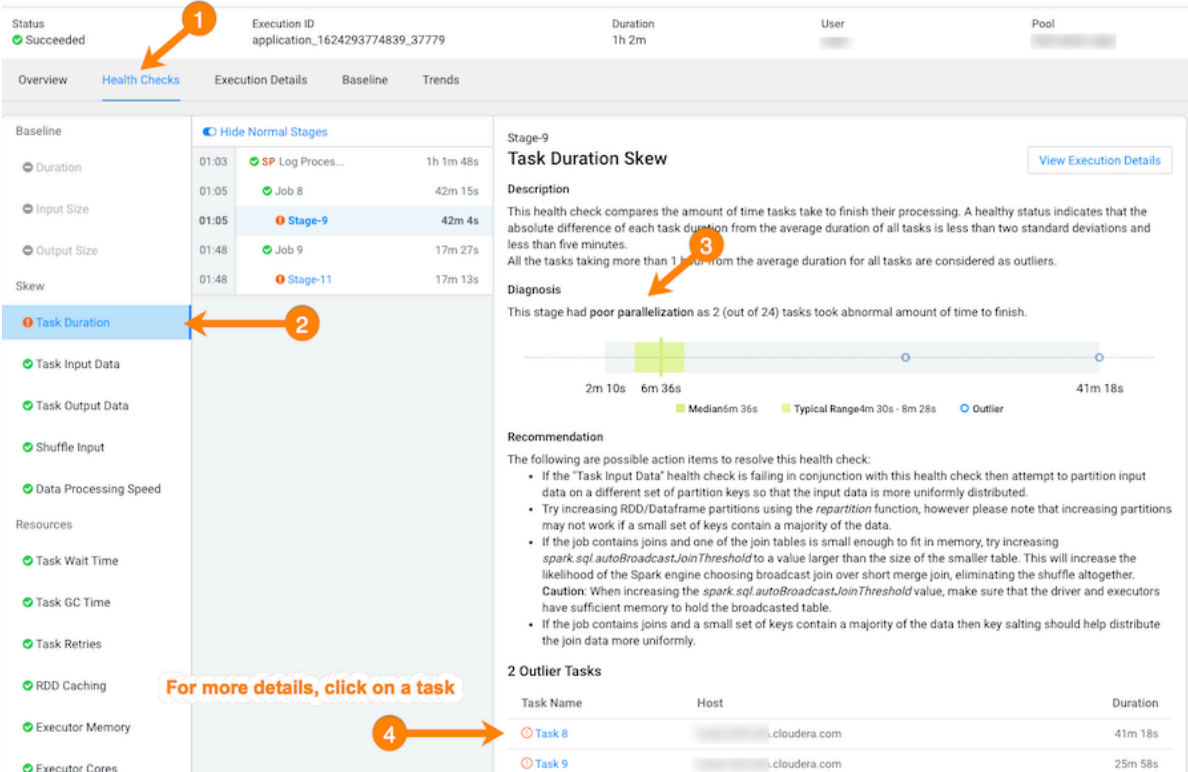 Status
Succeeded
Execution ID
application_1624293774839_37779
Duration
1h 2m
User
Pool
1
Overview
Health Checks
Execution Details
Baseline
Trends
Baseline
Duration
Input Size
Output Size
Skew
Task Duration
Task Input Data
Task Output Data
Shuffle Input
Data Processing Speed
Resources
Task Wait Time
Task GC Time
Task Retries
RDD Caching
Executor Memory
Executor Cores
2
Hide Normal Stages
01:03 SP Log Proces... 1h 1m 48s
01:05 Job 8 42m 15s
01:05 Stage-9 42m 4s
01:48 Job 9 17m 27s
01:48 Stage-11 17m 13s
Stage-9
Task Duration Skew
View Execution Details
Description
This health check compares the amount of time tasks take to finish their processing. A healthy status indicates that the
absolute difference of each task duration from the average duration of all tasks is less than two standard deviations and
less than five minutes.
All the tasks taking more than 1 hour from the average duration for all tasks are considered as outliers.
3
Diagnosis
This stage had poor parallelization as 2 (out of 24) tasks took abnormal amount of time to finish.
2m 10s 6m 36s 41m 18s
Median6m 36s Typical Range4m 30s - 8m 28s Outlier
Recommendation
The following are possible action items to resolve this health check:
• If the "Task Input Data" health check is failing in conjunction with this health check then attempt to partition input
data on a different set of partition keys so that the input data is more uniformly distributed.
• Try increasing RDD/Dataframe partitions using the repartition function, however please note that increasing partitions
may not work if a small set of keys contain a majority of the data.
• If the job contains joins and one of the join tables is small enough to fit in memory, try increasing
spark.sql.autoBroadcastJoinThreshold to a value larger than the size of the smaller table. This will increase the
likelihood of the Spark engine choosing broadcast join over short merge join, eliminating the shuffle altogether.
Caution: When increasing the spark.sql.autoBroadcastJoinThreshold value, make sure that the driver and executors
have sufficient memory to hold the broadcasted table.
• If the job contains joins and a small set of keys contain a majority of the data then key salting should help distribute
the join data more uniformly.
2 Outlier Tasks
For more details, click on a task
4
Task Name Host Duration
Task 8 .cloudera.com 41m 18s
Task 9 .cloudera.com 25m 58s